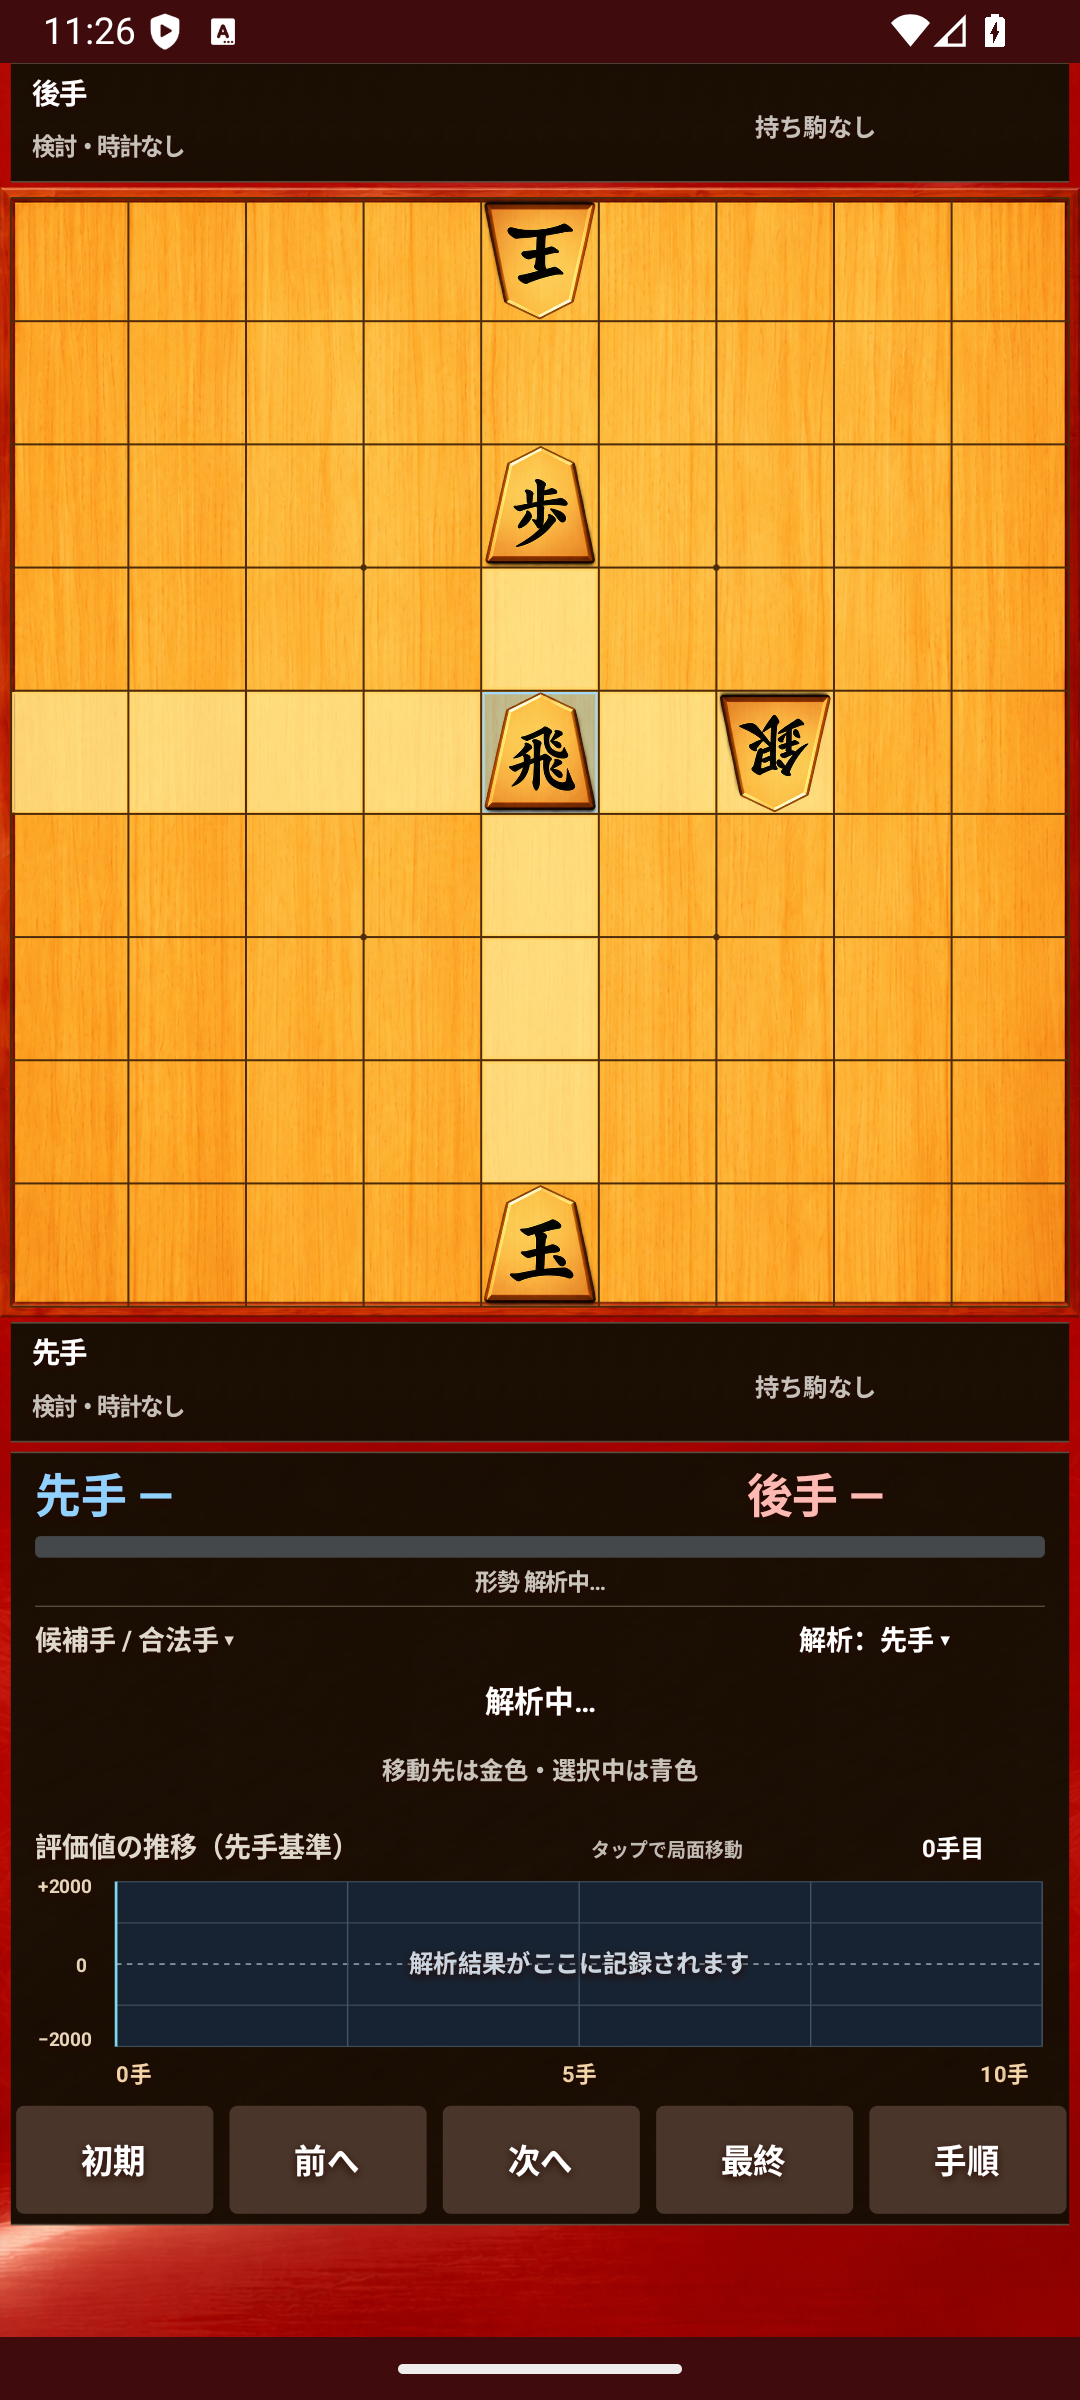 11:26
後手
検討・時計なし
持ち駒なし
王
歩
飛
銀
玉
先手
検討・時計なし
持ち駒なし
先手 — 後手 —
形勢 解析中…
候補手 / 合法手 ▾ 解析：先手 ▾
解析中…
移動先は金色・選択中は青色
評価値の推移（先手基準） タップで局面移動 0手目
+2000
0
−2000
解析結果がここに記録されます
0手 5手 10手
初期 前へ 次へ 最終 手順